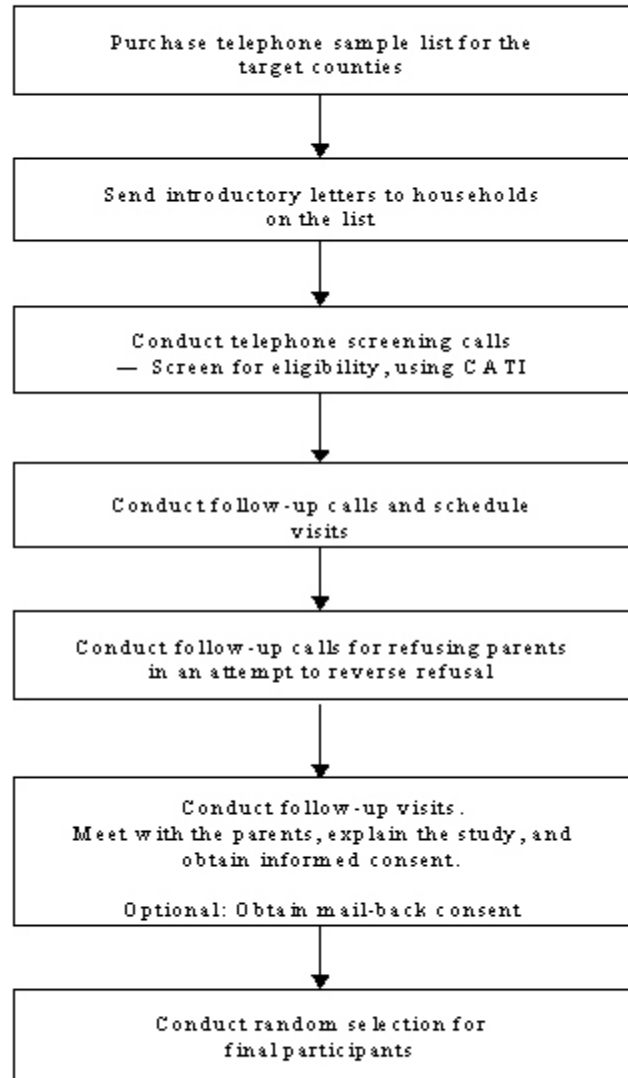 Purchase telephone sample list for the
target counties
Send introductory letters to households
on the list
Conduct telephone screening calls
— Screen for eligibility, using CATI
Conduct follow-up calls and schedule
visits
Conduct follow-up calls for refusing parents
in an attempt to reverse refusal
Conduct follow-up visits.
Meet with the parents, explain the study, and
obtain informed consent.
Optional: Obtain mail-back consent
Conduct random selection for
final participants